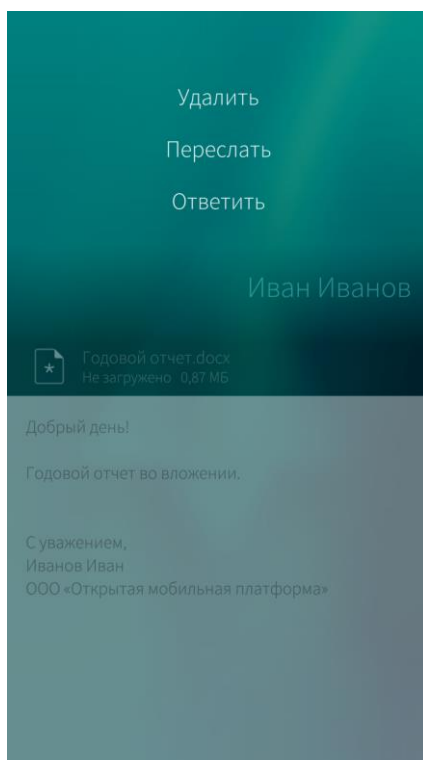 Удалить
Переслать
Ответить
Иван Иванов
Годовой отчет.docx
Не загружено 0,87 МБ
Добрый день!
Годовой отчет во вложении.
С уважением,
Иванов Иван
ООО «Открытая мобильная платформа»